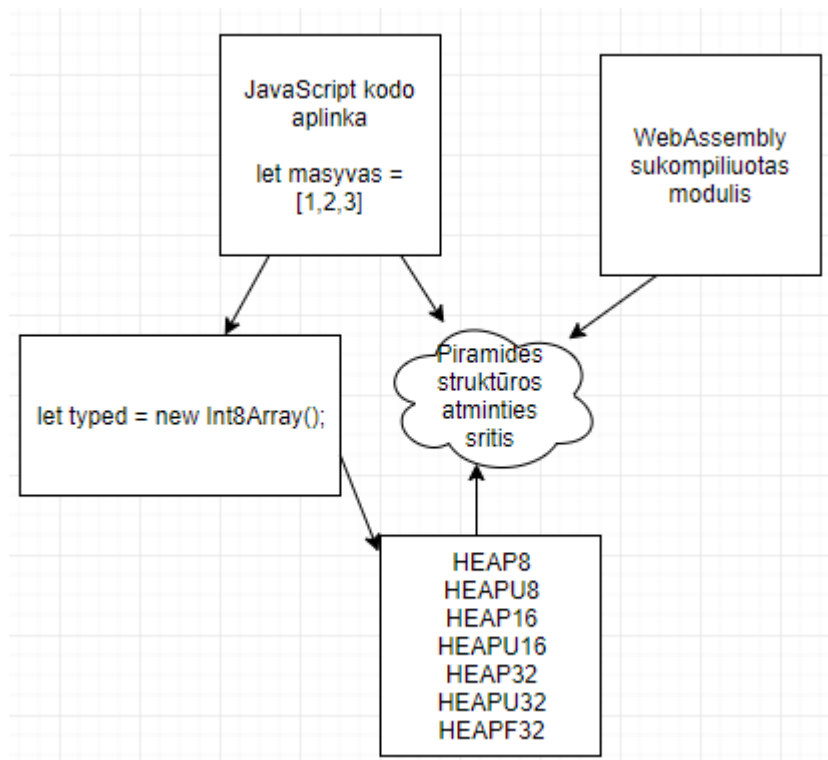 JavaScript kodo
aplinka
let masyvas =
[1,2,3]
WebAssembly
sukompiliuotas
modulis
let typed = new Int8Array();
Piramidės
struktūros
atminties
sritis
HEAP8
HEAPU8
HEAP16
HEAPU16
HEAP32
HEAPU32
HEAPF32